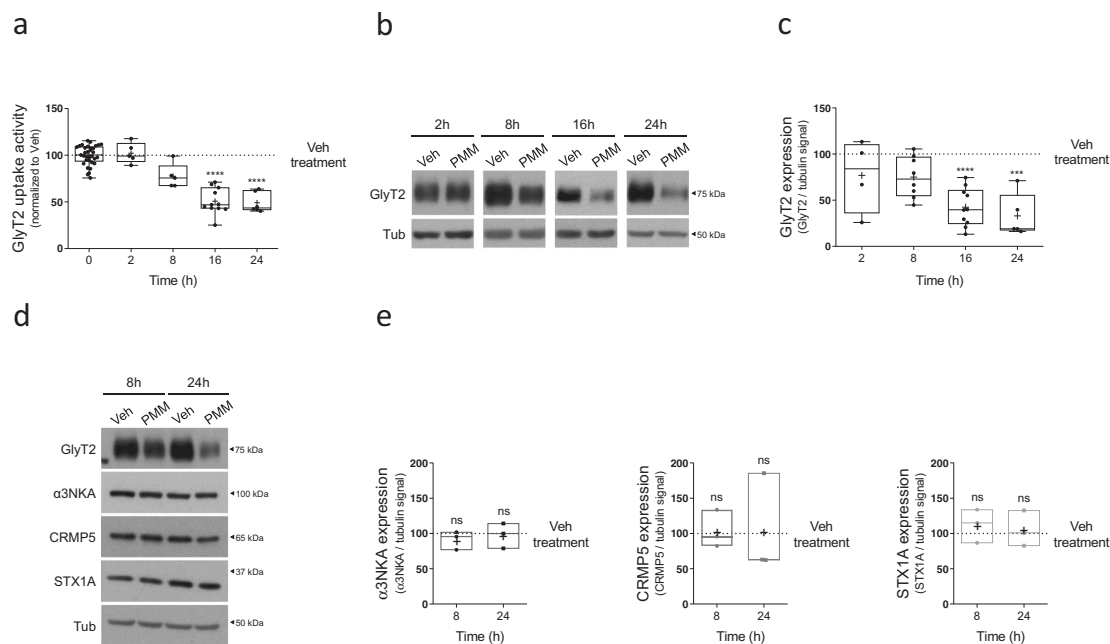 a
GlyT2 uptake activity
(normalized to Veh)
150
100
50
0
0 2 8 16 24
Time (h)
**** ****
Veh
treatment
b
2h 8h 16h 24h
Veh PMM Veh PMM Veh PMM Veh PMM
GlyT2
◄75 kDa
Tub
◄50 kDa
c
GlyT2 expression
(GlyT2 / tubulin signal)
150
100
50
0
2 8 16 24
Time (h)
**** ***
Veh
treatment
d
8h 24h
Veh PMM Veh PMM
GlyT2
◄75 kDa
α3NKA
◄100 kDa
CRMP5
◄65 kDa
STX1A
◄37 kDa
Tub
◄50 kDa
e
α3NKA expression
(α3NKA / tubulin signal)
200
150
100
50
0
ns ns
8 24
Time (h)
Veh
treatment
CRMP5 expression
(CRMP5 / tubulin signal)
200
150
100
50
0
ns ns
8 24
Time (h)
Veh
treatment
STX1A expression
(STX1A / tubulin signal)
200
150
100
50
0
ns ns
8 24
Time (h)
Veh
treatment